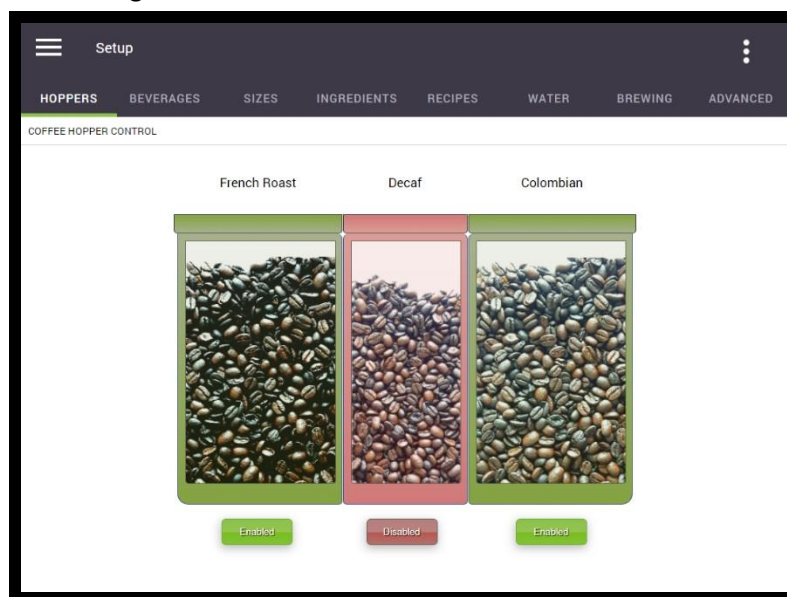 Setup
HOPPERS BEVERAGES SIZES INGREDIENTS RECIPES WATER BREWING ADVANCED
COFFEE HOPPER CONTROL
French Roast Decaf Colombian
Enabled Disabled Enabled